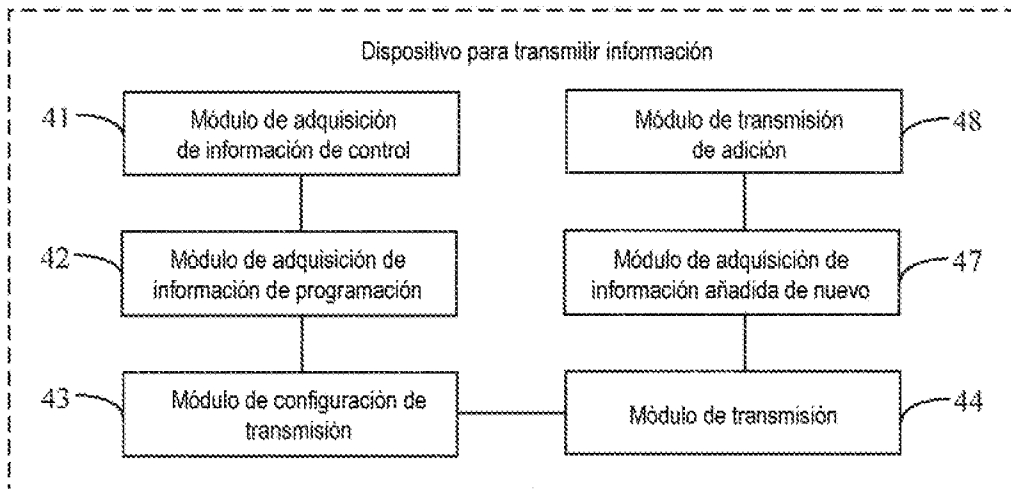 Dispositivo para transmitir información
41
Módulo de adquisición
de información de control
Módulo de transmisión
de adición
48
42
Módulo de adquisición de
información de programación
Módulo de adquisición de
información añadida de nuevo
47
43
Módulo de configuración de
transmisión
Módulo de transmisión
44